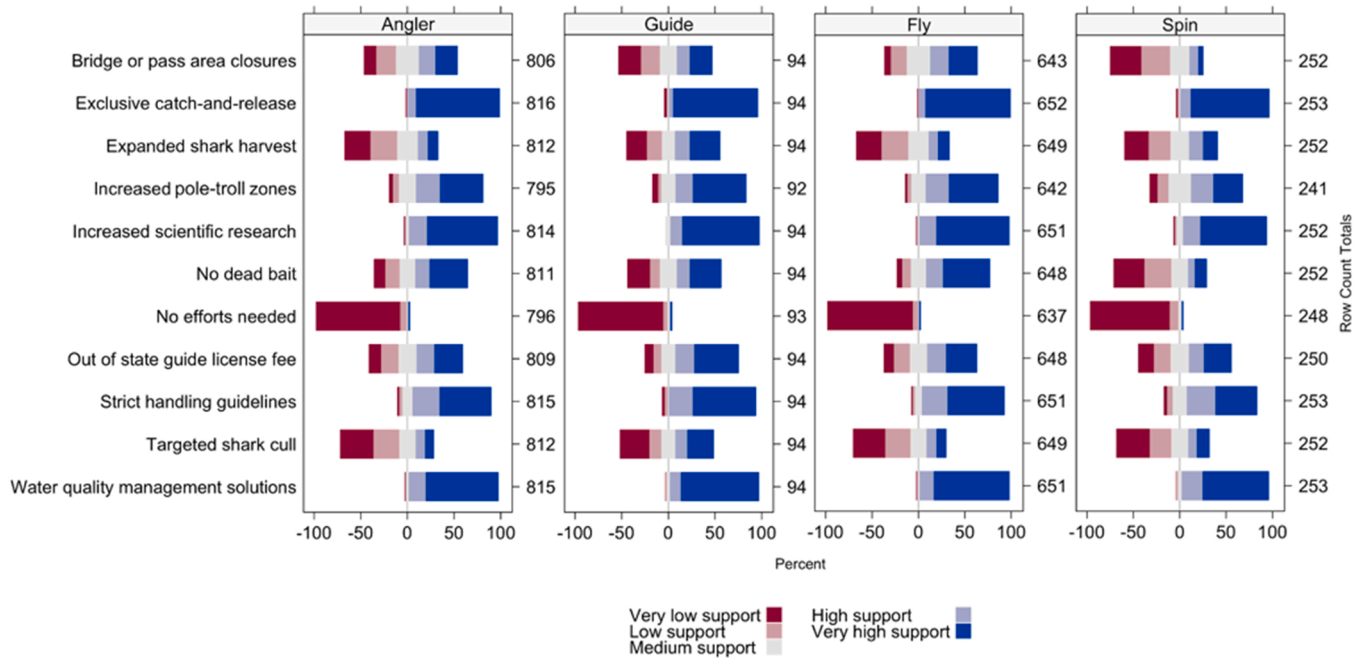 Angler Guide Fly Spin
Bridge or pass area closures 806 94 643 252
Exclusive catch-and-release 816 94 652 253
Expanded shark harvest 812 94 649 252
Increased pole-troll zones 795 92 642 241
Increased scientific research 814 94 651 252
No dead bait 811 94 648 252
No efforts needed 796 93 637 248
Out of state guide license fee 809 94 648 250
Strict handling guidelines 815 94 651 253
Targeted shark cull 812 94 649 252
Water quality management solutions 815 94 651 253
Row Count Totals
-100 -50 0 50 100 -100 -50 0 50 100 -100 -50 0 50 100 -100 -50 0 50 100
Percent
Very low support High support
Low support Very high support
Medium support